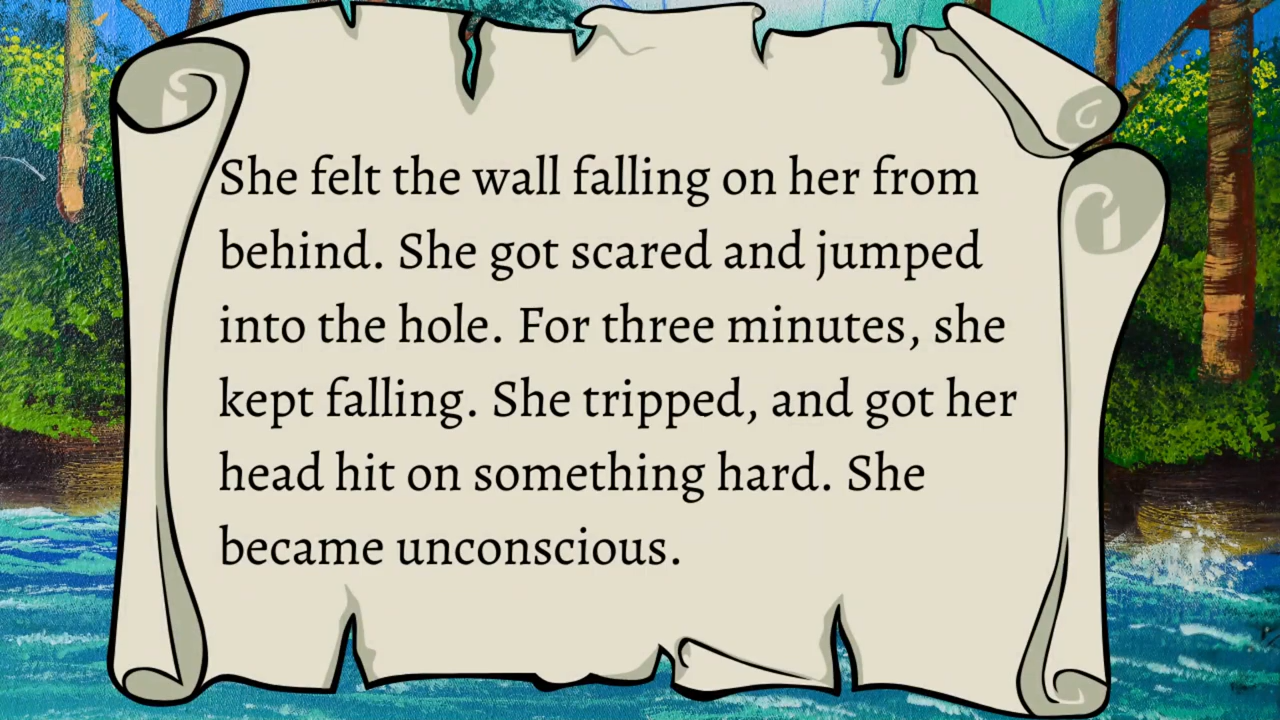 She felt the wall falling on her from
behind. She got scared and jumped
into the hole. For three minutes, she
kept falling. She tripped, and got her
head hit on something hard. She
became unconscious.